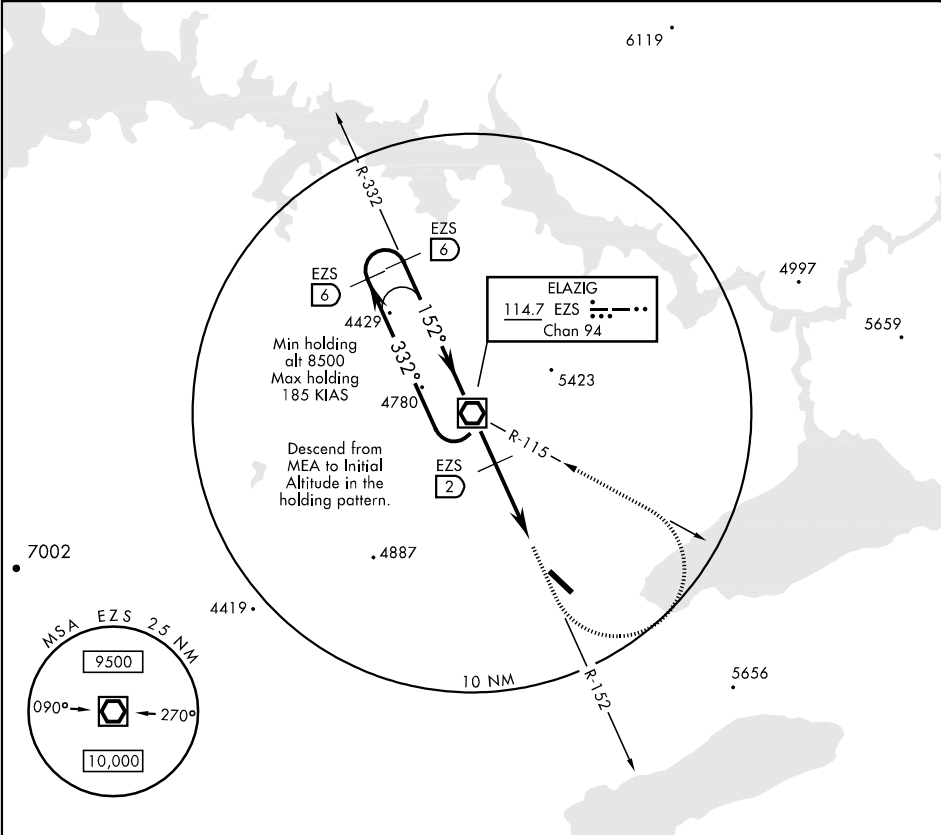 6119
R-332
EZS
6
EZS
6
4997
ELAZIG
114.7 EZS
Chan 94
4429
152°
5659
Min holding
alt 8500
Max holding
185 KIAS
332°
5423
4780
R-115
Descend from
MEA to Initial
Altitude in the
holding pattern.
EZS
2
7002
4887
4419
MSA EZS 25 NM
9500
090°
270°
10,000
10 NM
R-152
5656